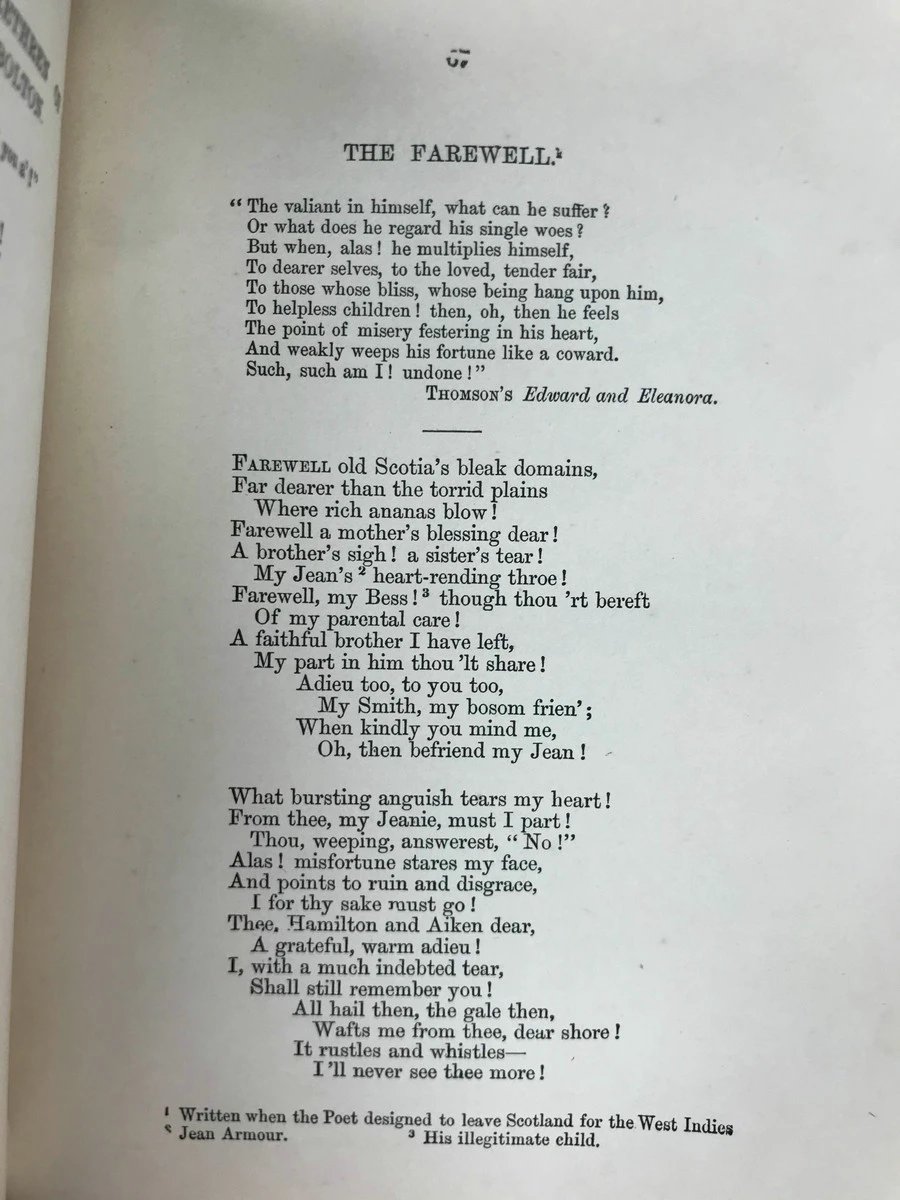 THE FAREWELL.¹
“The valiant in himself, what can he suffer?
Or what does he regard his single woes?
But when, alas! he multiplies himself,
To dearer selves, to the loved, tender fair,
To those whose bliss, whose being hang upon him,
To helpless children! then, oh, then he feels
The point of misery festering in his heart,
And weakly weeps his fortune like a coward.
Such, such am I! undone!”
THOMSON’S Edward and Eleanora.
FAREWELL old Scotia’s bleak domains,
Far dearer than the torrid plains
Where rich ananas blow!
Farewell a mother’s blessing dear!
A brother’s sigh! a sister’s tear!
My Jean’s ² heart-rending throe!
Farewell, my Bess!³ though thou ’rt bereft
Of my parental care!
A faithful brother I have left,
My part in him thou ’lt share!
Adieu too, to you too,
My Smith, my bosom frien’;
When kindly you mind me,
Oh, then befriend my Jean!
What bursting anguish tears my heart!
From thee, my Jeanie, must I part!
Thou, weeping, answerest, “No!”
Alas! misfortune stares my face,
And points to ruin and disgrace,
I for thy sake must go!
Thee, Hamilton and Aiken dear,
A grateful, warm adieu!
I, with a much indebted tear,
Shall still remember you!
All hail then, the gale then,
Wafts me from thee, dear shore!
It rustles and whistles—
I’ll never see thee more!
¹ Written when the Poet designed to leave Scotland for the West Indies
² Jean Armour. ³ His illegitimate child.